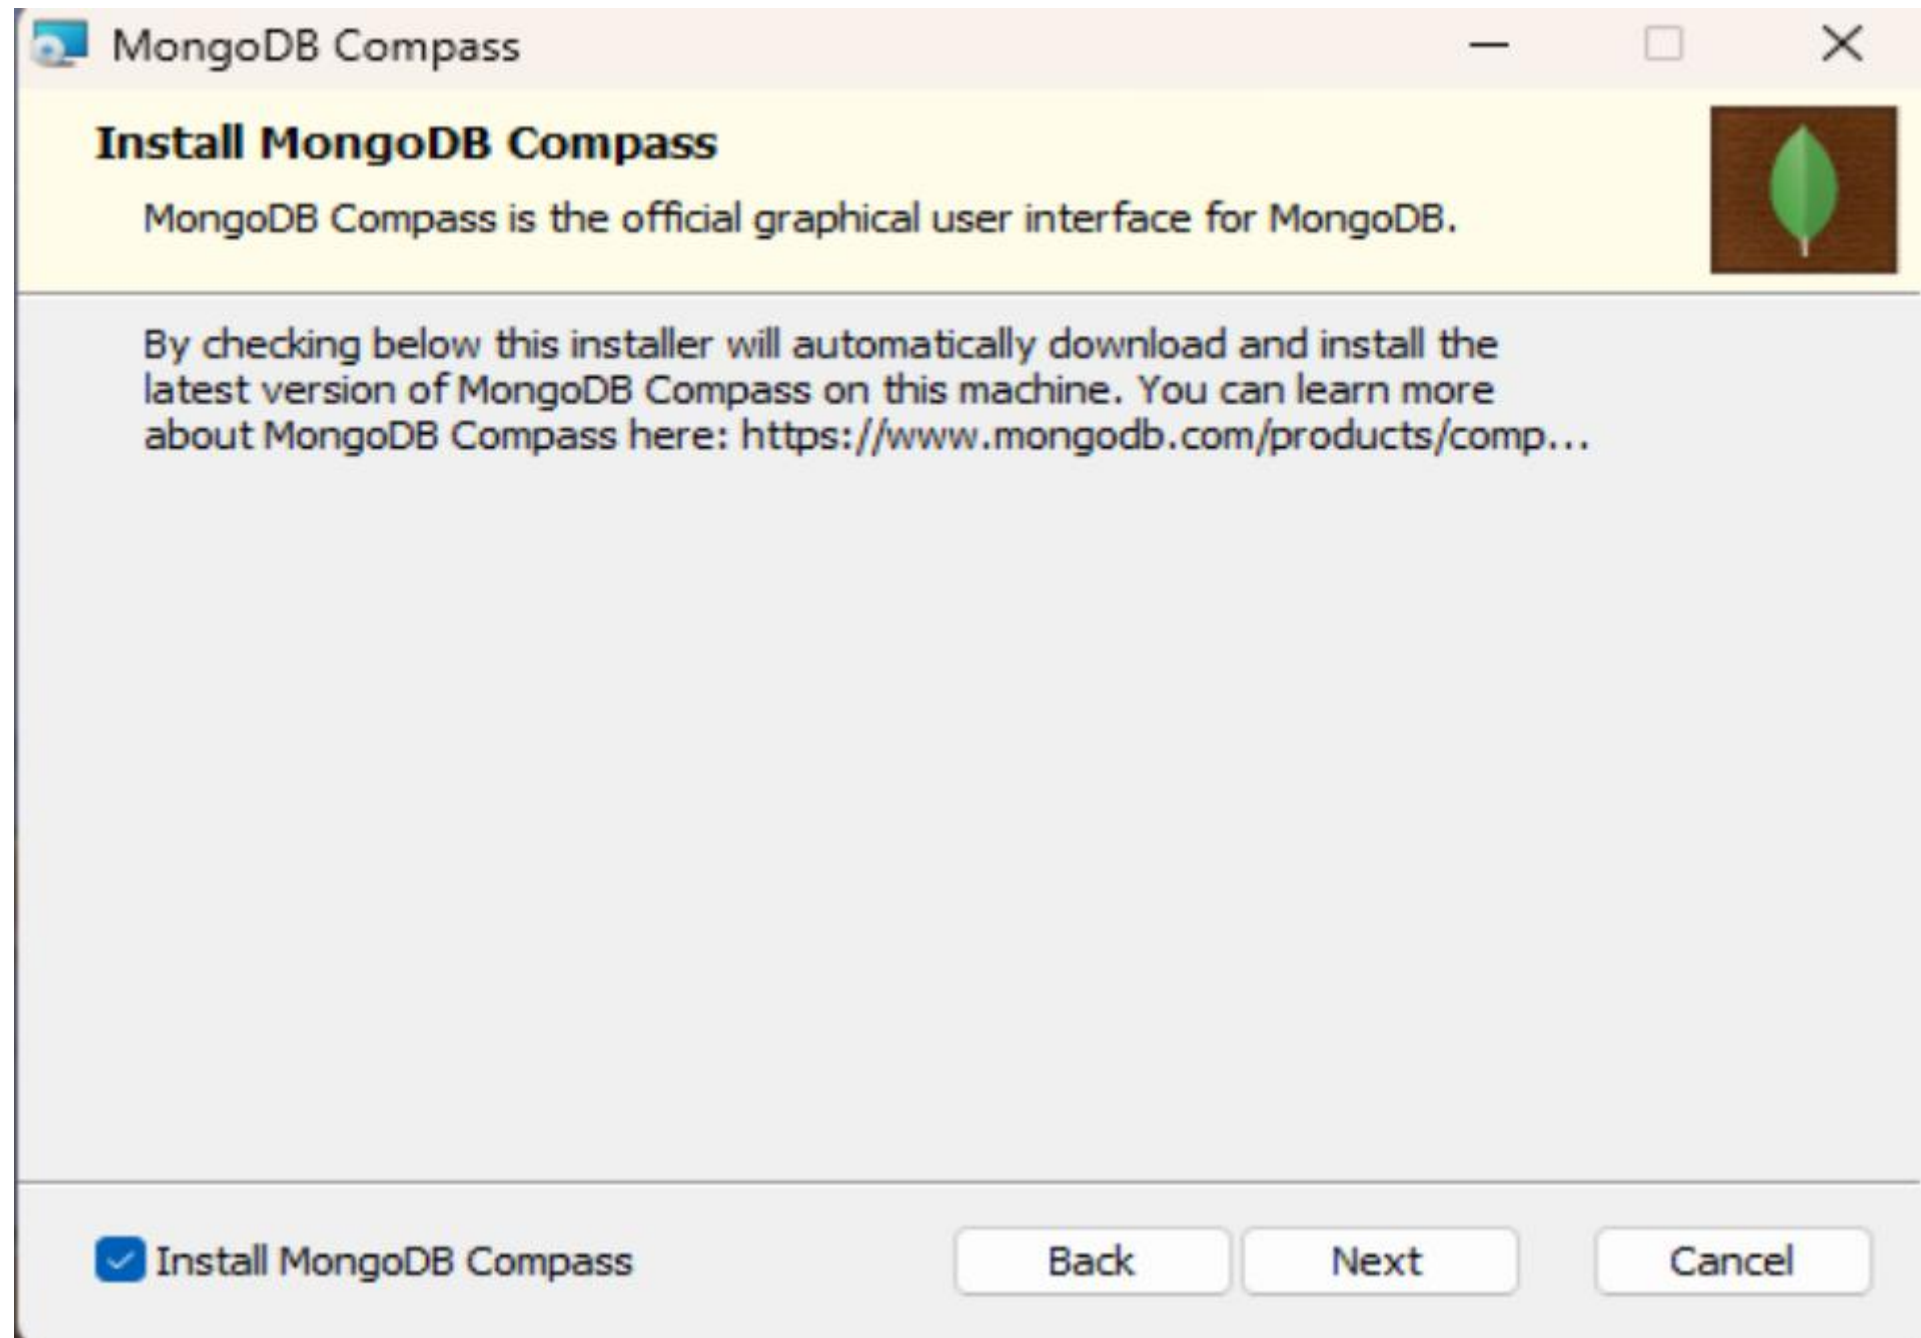 MongoDB Compass
Install MongoDB Compass
MongoDB Compass is the official graphical user interface for MongoDB.
By checking below this installer will automatically download and install the
latest version of MongoDB Compass on this machine. You can learn more
about MongoDB Compass here: https://www.mongodb.com/products/comp...
Install MongoDB Compass
Back
Next
Cancel